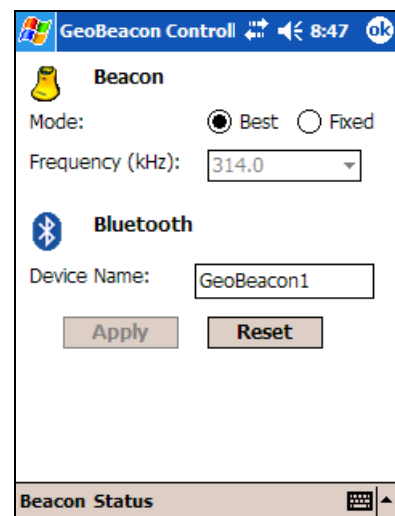 GeoBeacon Controll 8:47 ok
Beacon
Mode: Best Fixed
Frequency (kHz): 314.0
Bluetooth
Device Name: GeoBeacon1
Apply Reset
Beacon Status